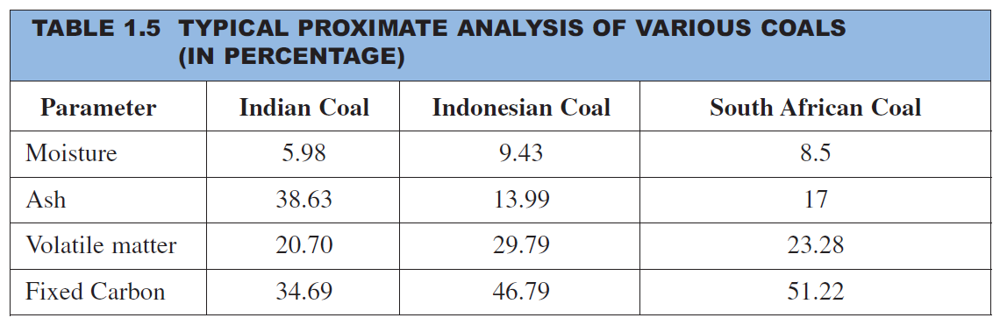 TABLE 1.5 TYPICAL PROXIMATE ANALYSIS OF VARIOUS COALS
(IN PERCENTAGE)
Parameter Indian Coal Indonesian Coal South African Coal
Moisture 5.98 9.43 8.5
Ash 38.63 13.99 17
Volatile matter 20.70 29.79 23.28
Fixed Carbon 34.69 46.79 51.22